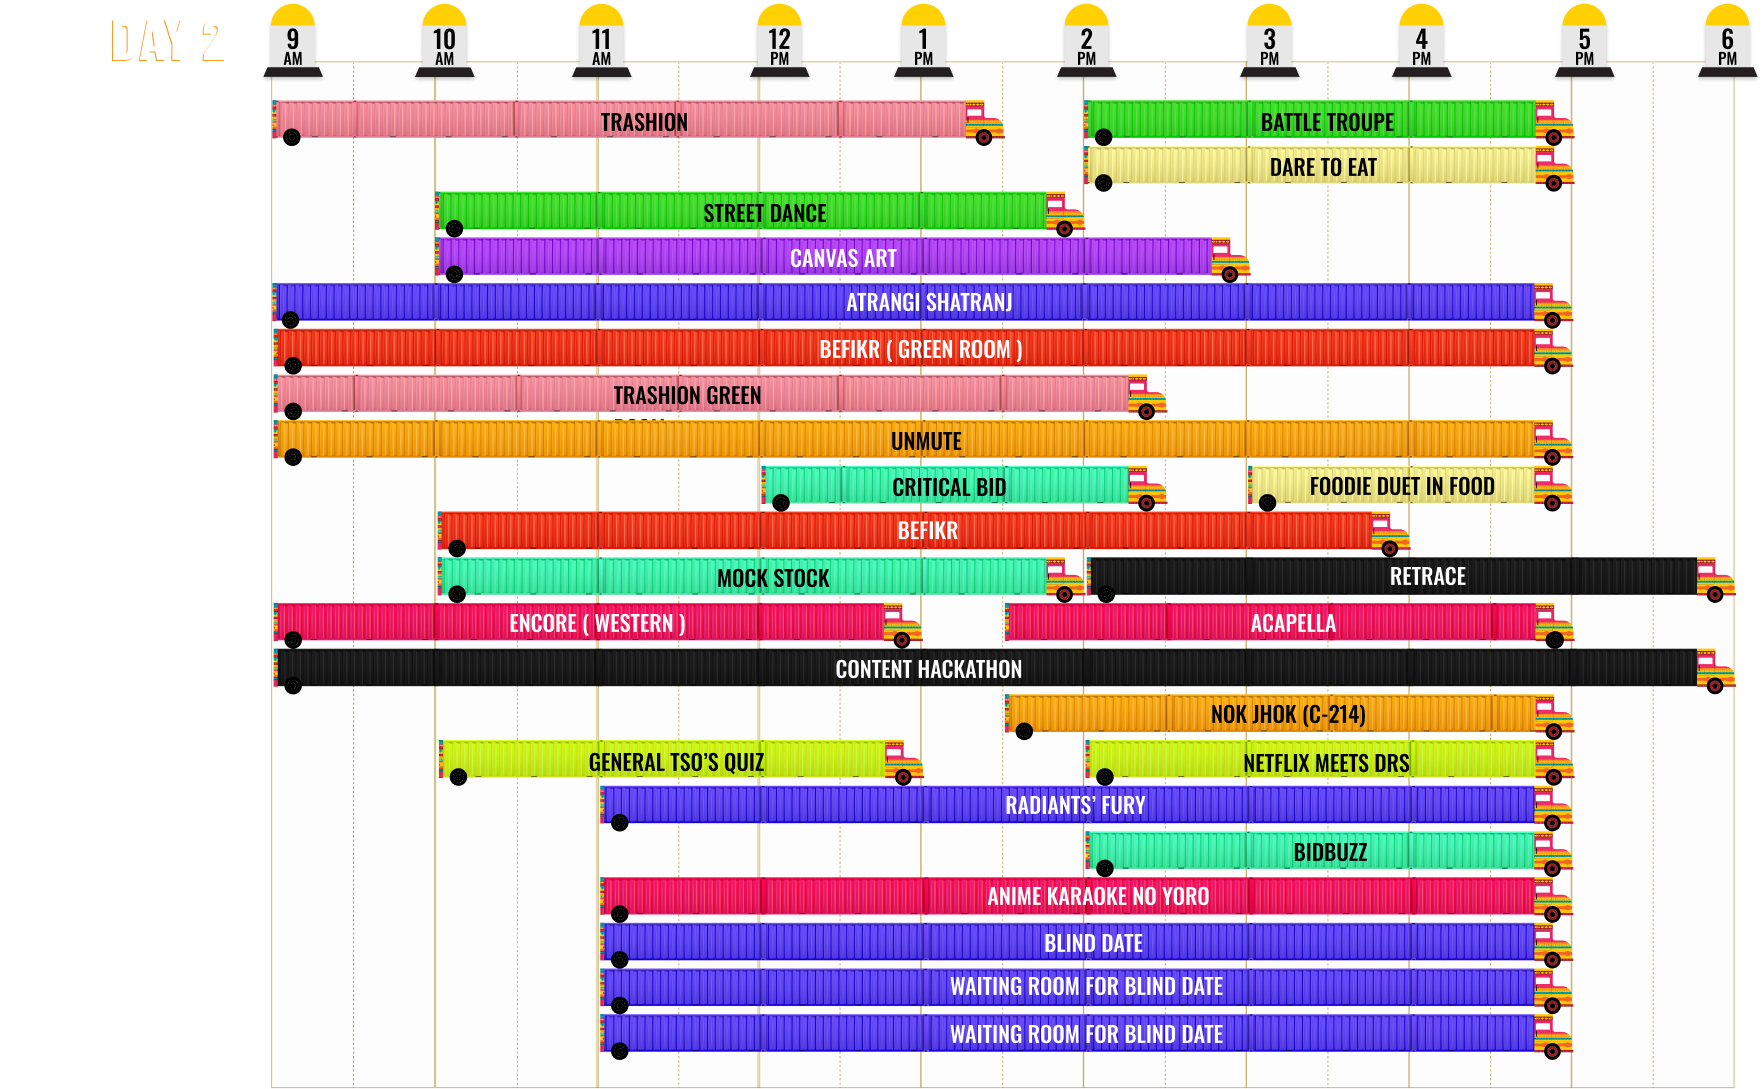 DAY 2
9 10 11 12 1 2 3 4 5 6
AM AM AM PM PM PM PM PM PM PM
TRASHION BATTLE TROUPE
DARE TO EAT
STREET DANCE
CANVAS ART
ATRANGI SHATRANJ
BEFIKR ( GREEN ROOM )
TRASHION GREEN
UNMUTE
CRITICAL BID FOODIE DUET IN FOOD
BEFIKR
MOCK STOCK RETRACE
ENCORE ( WESTERN ) ACAPELLA
CONTENT HACKATHON
NOK JHOK (C-214)
GENERAL TSO’S QUIZ NETFLIX MEETS DRS
RADIANTS’ FURY
BIDBUZZ
ANIME KARAOKE NO YORO
BLIND DATE
WAITING ROOM FOR BLIND DATE
WAITING ROOM FOR BLIND DATE